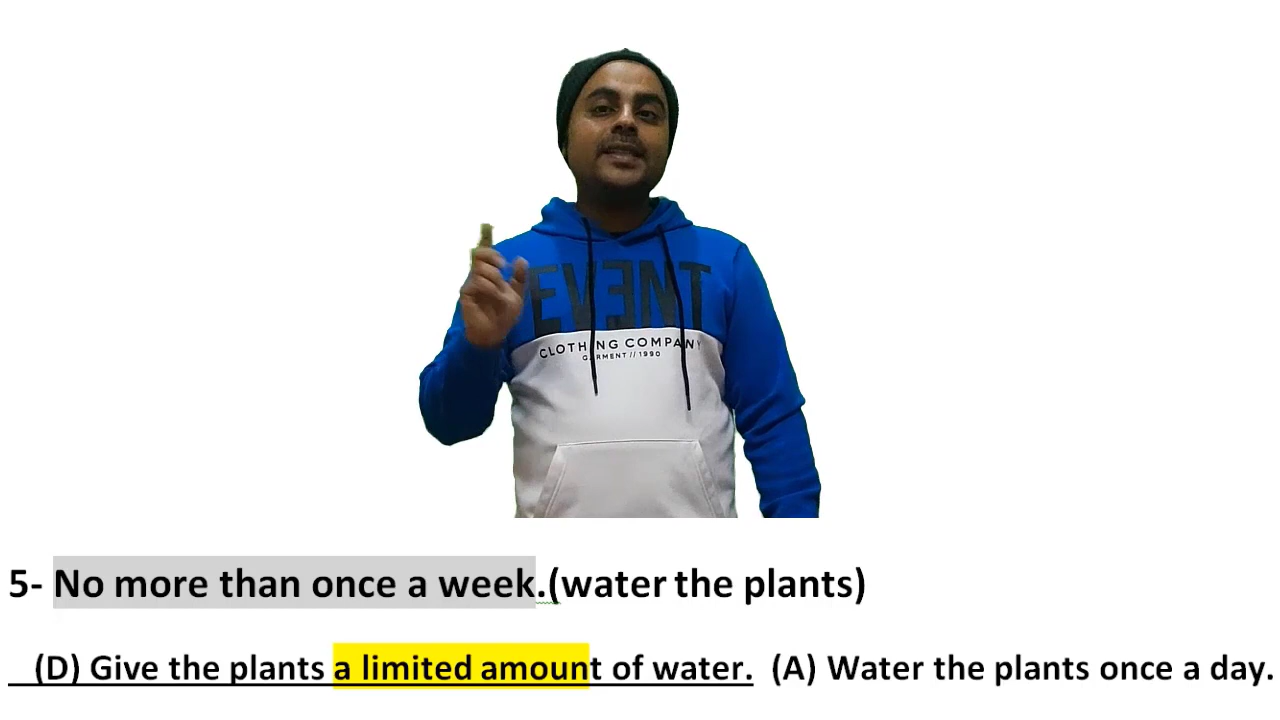 EVƎNT
CLOTHING COMPANY
GARMENT // 1990
5- No more than once a week.(water the plants)
(D) Give the plants a limited amount of water. (A) Water the plants once a day.